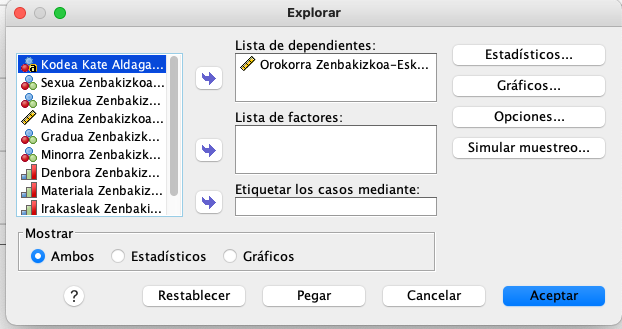 Explorar
Lista de dependientes:
Kodea Kate Aldaga...
Sexua Zenbakizkoa...
Bizilekua Zenbakizko...
Adina Zenbakizkoa...
Gradua Zenbakizk...
Minorra Zenbakizk...
Denbora Zenbakiz...
Materiala Zenbakiz...
Irakasleak Zenbaki...
Orokorra Zenbakizkoa-Esk...
Lista de factores:
Etiquetar los casos mediante:
Estadísticos...
Gráficos...
Opciones...
Simular muestreo...
Mostrar
Ambos Estadísticos Gráficos
? Restablecer Pegar Cancelar Aceptar